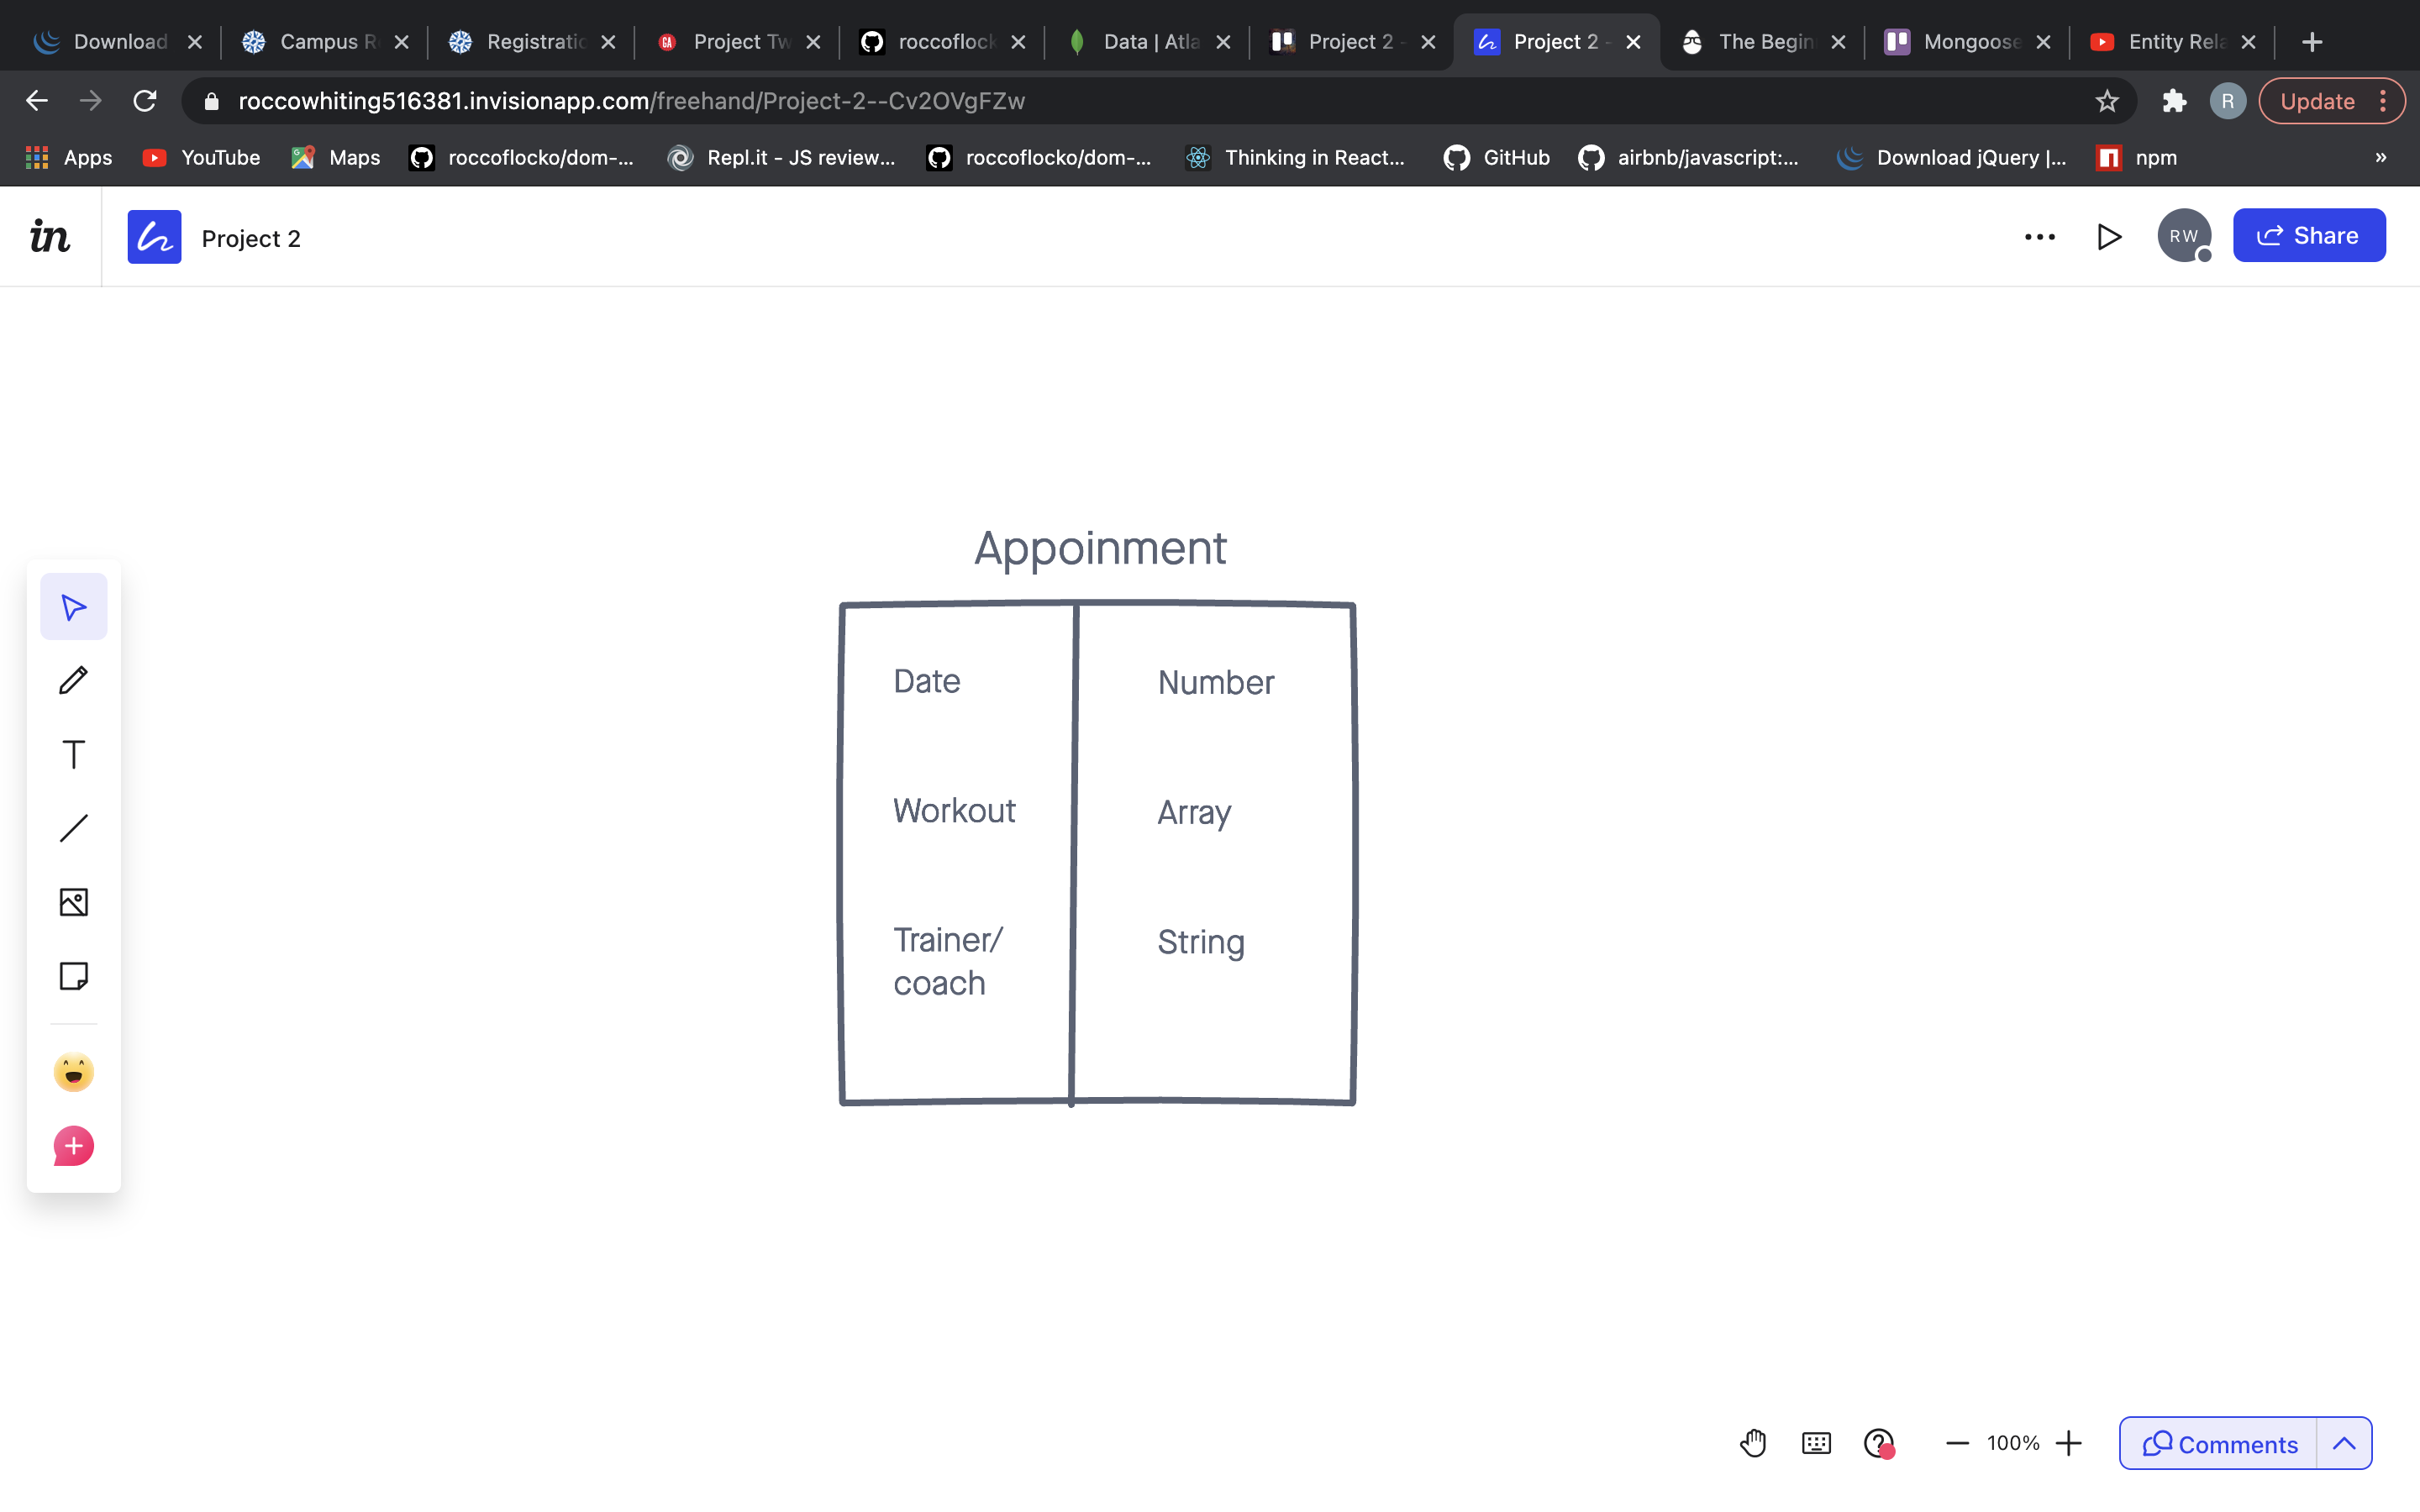 Download Campus R Registratio Project Tw roccoflock Data | Atla Project 2 - Project 2 - The Begin Mongoose Entity Rela
roccowhiting516381.invisionapp.com/freehand/Project-2--Cv2OVgFZw R Update
Apps YouTube Maps roccoflocko/dom-... Repl.it - JS review... roccoflocko/dom-... Thinking in React... GitHub airbnb/javascript:... Download jQuery |... npm »
in Project 2 RW Share
Appoinment
Date Number
Workout Array
Trainer/ String
coach
100% Comments